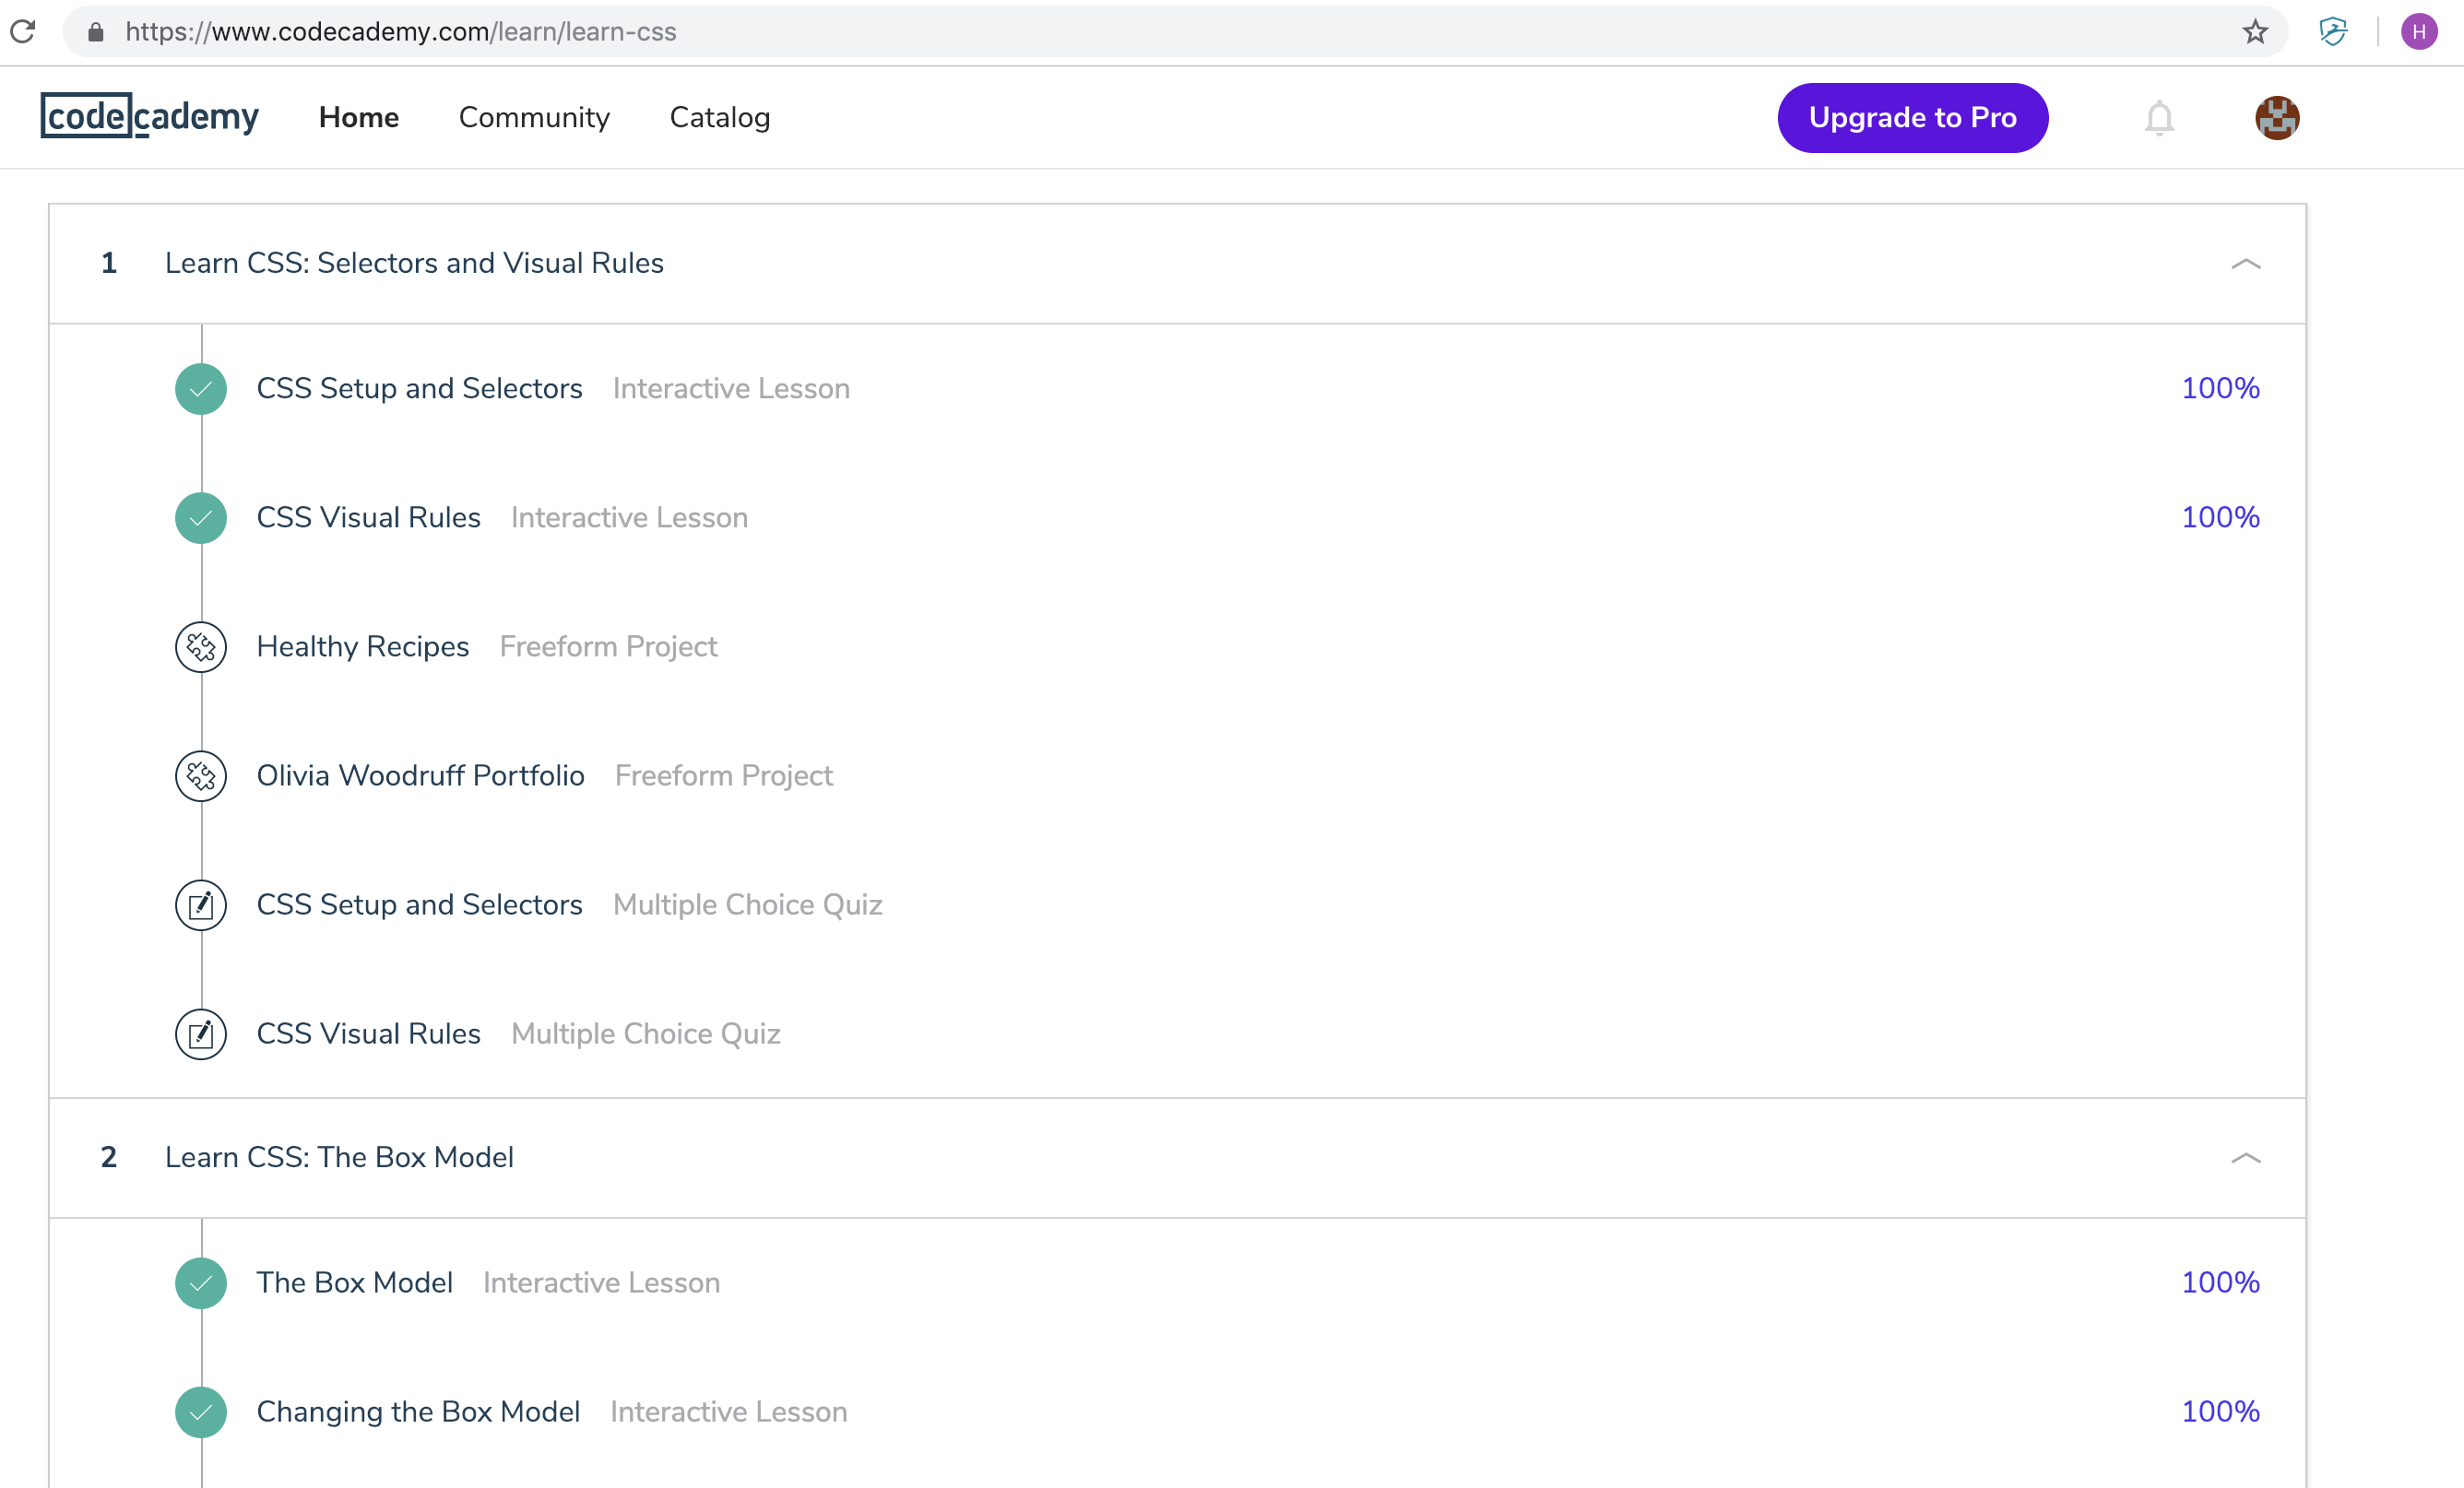 https://www.codecademy.com/learn/learn-css
H
codecademy Home Community Catalog Upgrade to Pro
1 Learn CSS: Selectors and Visual Rules
CSS Setup and Selectors Interactive Lesson 100%
CSS Visual Rules Interactive Lesson 100%
Healthy Recipes Freeform Project
Olivia Woodruff Portfolio Freeform Project
CSS Setup and Selectors Multiple Choice Quiz
CSS Visual Rules Multiple Choice Quiz
2 Learn CSS: The Box Model
The Box Model Interactive Lesson 100%
Changing the Box Model Interactive Lesson 100%